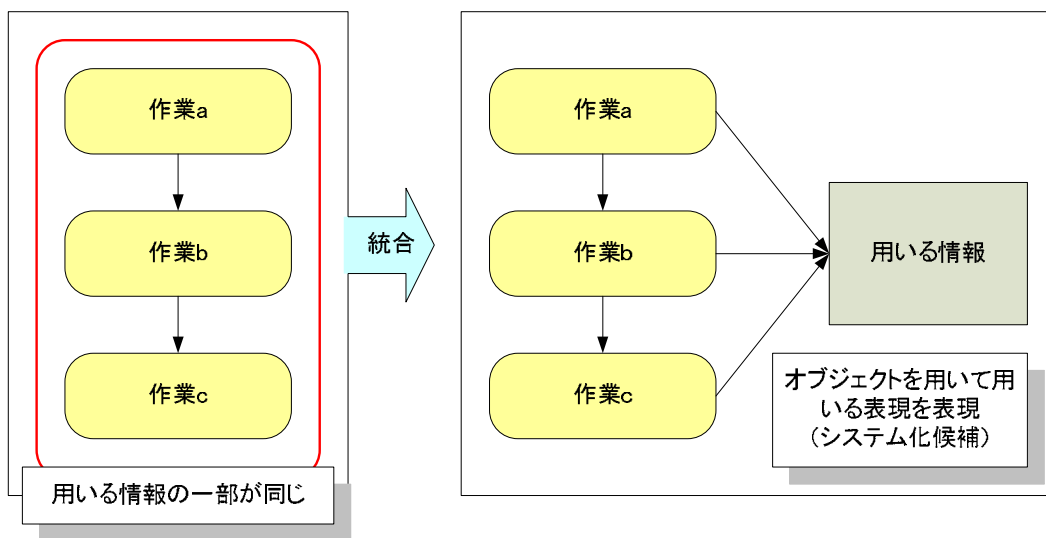 作業a
作業b
作業c
用いる情報の一部が同じ
統合
作業a
作業b
作業c
用いる情報
オブジェクトを用いて用
いる表現を表現
（システム化候補）